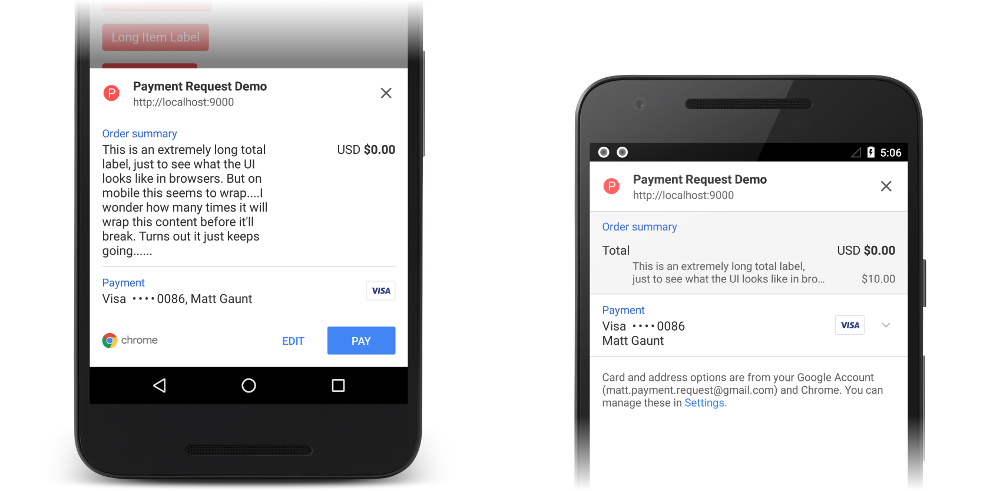 Long Item Label
Payment Request Demo
http://localhost:9000
Order summary
This is an extremely long total
label, just to see what the UI
looks like in browsers. But on
mobile this seems to wrap....I
wonder how many times it will
wrap this content before it'll
break. Turns out it just keeps
going......
USD $0.00
Payment
Visa ····0086, Matt Gaunt
VISA
chrome
EDIT
PAY
5:06
P
Payment Request Demo
http://localhost:9000
Order summary
Total
USD $0.00
This is an extremely long total label,
just to see what the UI looks like in bro...
$10.00
Payment
Visa ····0086
Matt Gaunt
VISA
Card and address options are from your Google Account
(matt.payment.request@gmail.com) and Chrome. You can
manage these in Settings.